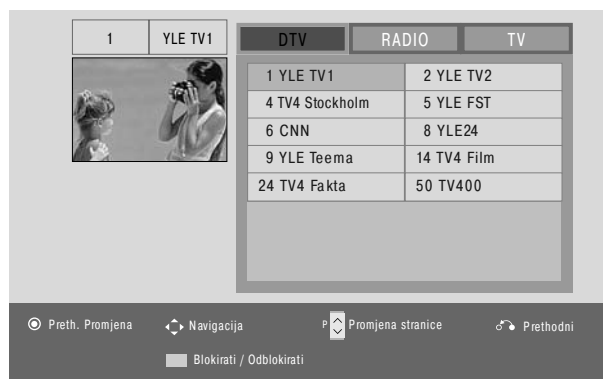 1 YLE TV1 DTV RADIO TV
1 YLE TV1 2 YLE TV2
4 TV4 Stockholm 5 YLE FST
6 CNN 8 YLE24
9 YLE Teema 14 TV4 Film
24 TV4 Fakta 50 TV400
Preth. Promjena Navigacija P Promjena stranice Prethodni
Blokirati / Odblokirati